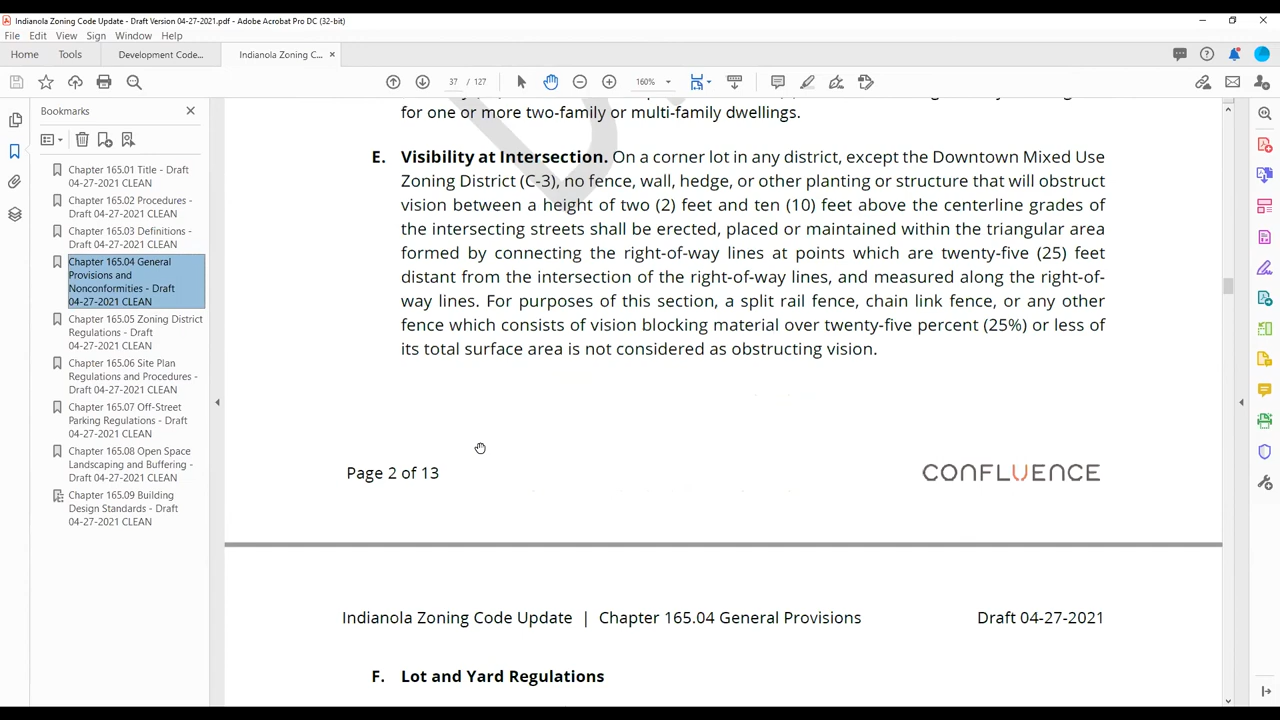 Indianola Zoning Code Update - Draft Version 04-27-2021.pdf - Adobe Acrobat Pro DC (32-bit)
File Edit View Sign Window Help
Home Tools Development Code... Indianola Zoning C... ×
37 / 127 160%
Bookmarks
Chapter 165.01 Title - Draft
04-27-2021 CLEAN
Chapter 165.02 Procedures -
Draft 04-27-2021 CLEAN
Chapter 165.03 Definitions -
Draft 04-27-2021 CLEAN
Chapter 165.04 General
Provisions and
Nonconformities - Draft
04-27-2021 CLEAN
Chapter 165.05 Zoning District
Regulations - Draft
04-27-2021 CLEAN
Chapter 165.06 Site Plan
Regulations and Procedures -
Draft 04-27-2021 CLEAN
Chapter 165.07 Off-Street
Parking Regulations - Draft
04-27-2021 CLEAN
Chapter 165.08 Open Space
Landscaping and Buffering -
Draft 04-27-2021 CLEAN
Chapter 165.09 Building
Design Standards - Draft
04-27-2021 CLEAN
for one or more two-family or multi-family dwellings.
E. Visibility at Intersection. On a corner lot in any district, except the Downtown Mixed Use
Zoning District (C-3), no fence, wall, hedge, or other planting or structure that will obstruct
vision between a height of two (2) feet and ten (10) feet above the centerline grades of
the intersecting streets shall be erected, placed or maintained within the triangular area
formed by connecting the right-of-way lines at points which are twenty-five (25) feet
distant from the intersection of the right-of-way lines, and measured along the right-of-
way lines. For purposes of this section, a split rail fence, chain link fence, or any other
fence which consists of vision blocking material over twenty-five percent (25%) or less of
its total surface area is not considered as obstructing vision.
Page 2 of 13
CONFLUENCE
Indianola Zoning Code Update | Chapter 165.04 General Provisions Draft 04-27-2021
F. Lot and Yard Regulations